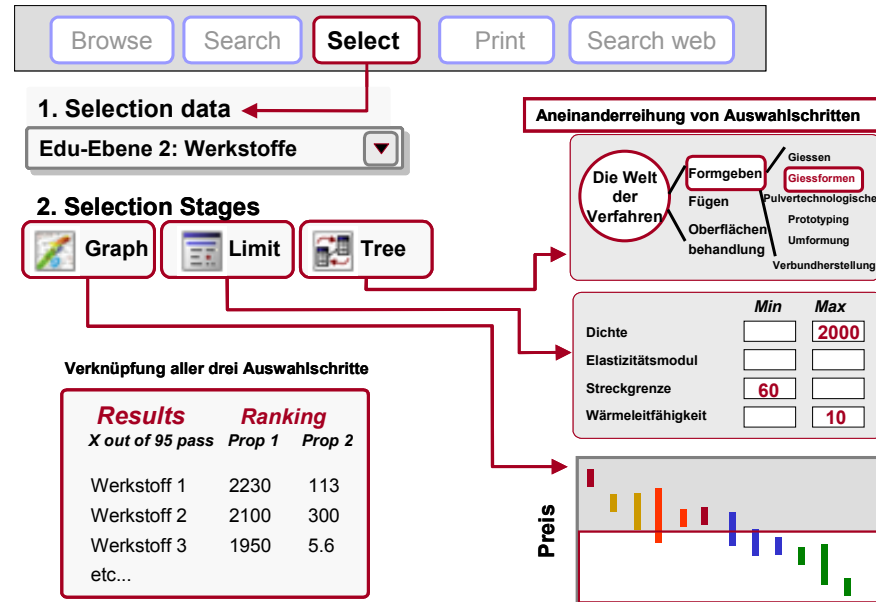 Browse Search Select Print Search web
1. Selection data
Edu-Ebene 2: Werkstoffe
2. Selection Stages
Graph Limit Tree
Verknüpfung aller drei Auswahlschritte
Results Ranking
X out of 95 pass Prop 1 Prop 2
Werkstoff 1 2230 113
Werkstoff 2 2100 300
Werkstoff 3 1950 5.6
etc...
Aneinanderreihung von Auswahlschritten
Die Welt
der
Verfahren
Formgeben
Fügen
Oberflächen
behandlung
Giessen
Giessformen
Pulvertechnologische
Prototyping
Umformung
Verbundherstellung
Min Max
Dichte 2000
Elastizitätsmodul
Streckgrenze 60
Wärmeleitfähigkeit 10
Preis